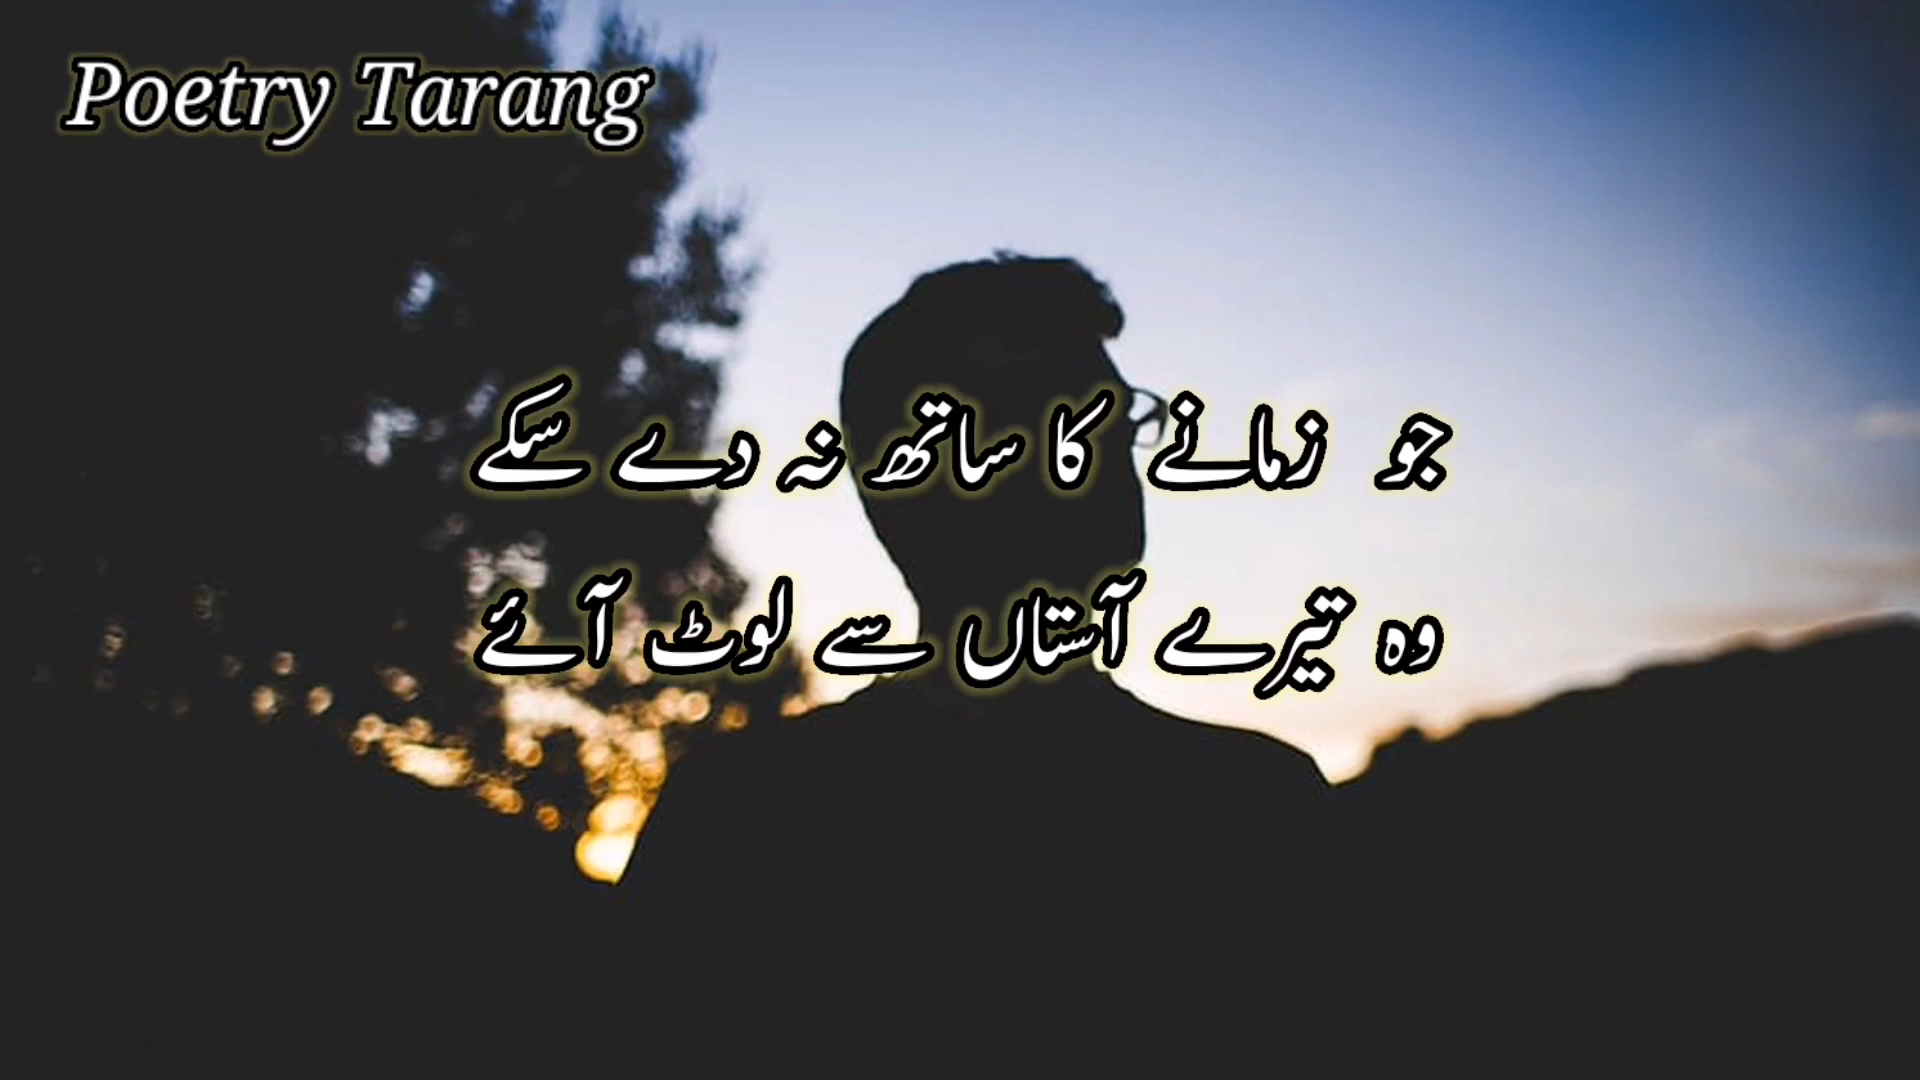 Poetry Tarang
جو زمانے کا ساتھ نہ دے سکے
وہ تیرے آستاں سے لوٹ آئے